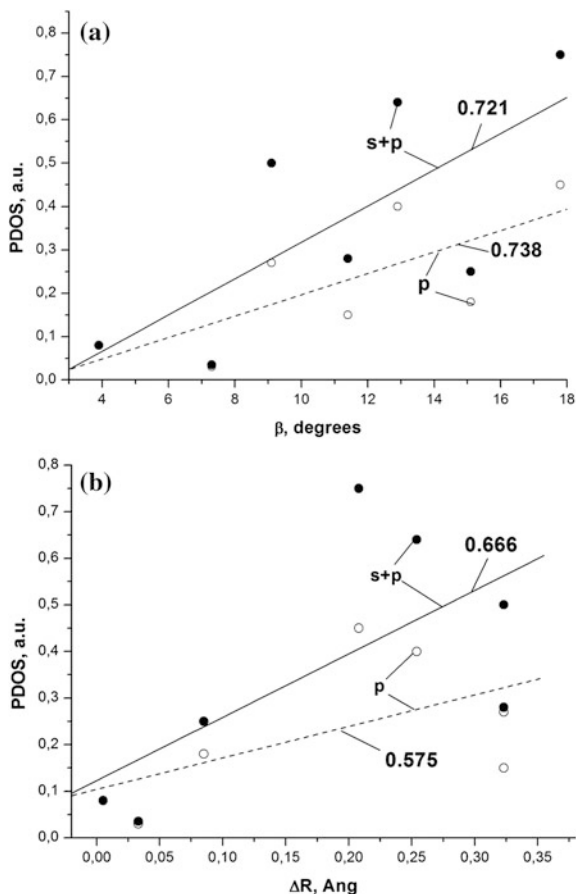 (a)
0,8
0,7
0,6
0,5
0,4
0,3
0,2
0,1
0,0
PDOS, a.u.
s+p
0.721
0.738
p
4 6 8 10 12 14 16 18
β, degrees
(b)
0,8
0,7
0,6
0,5
0,4
0,3
0,2
0,1
0,0
PDOS, a.u.
s+p
0.666
p
0.575
0,00 0,05 0,10 0,15 0,20 0,25 0,30 0,35
ΔR, Ang